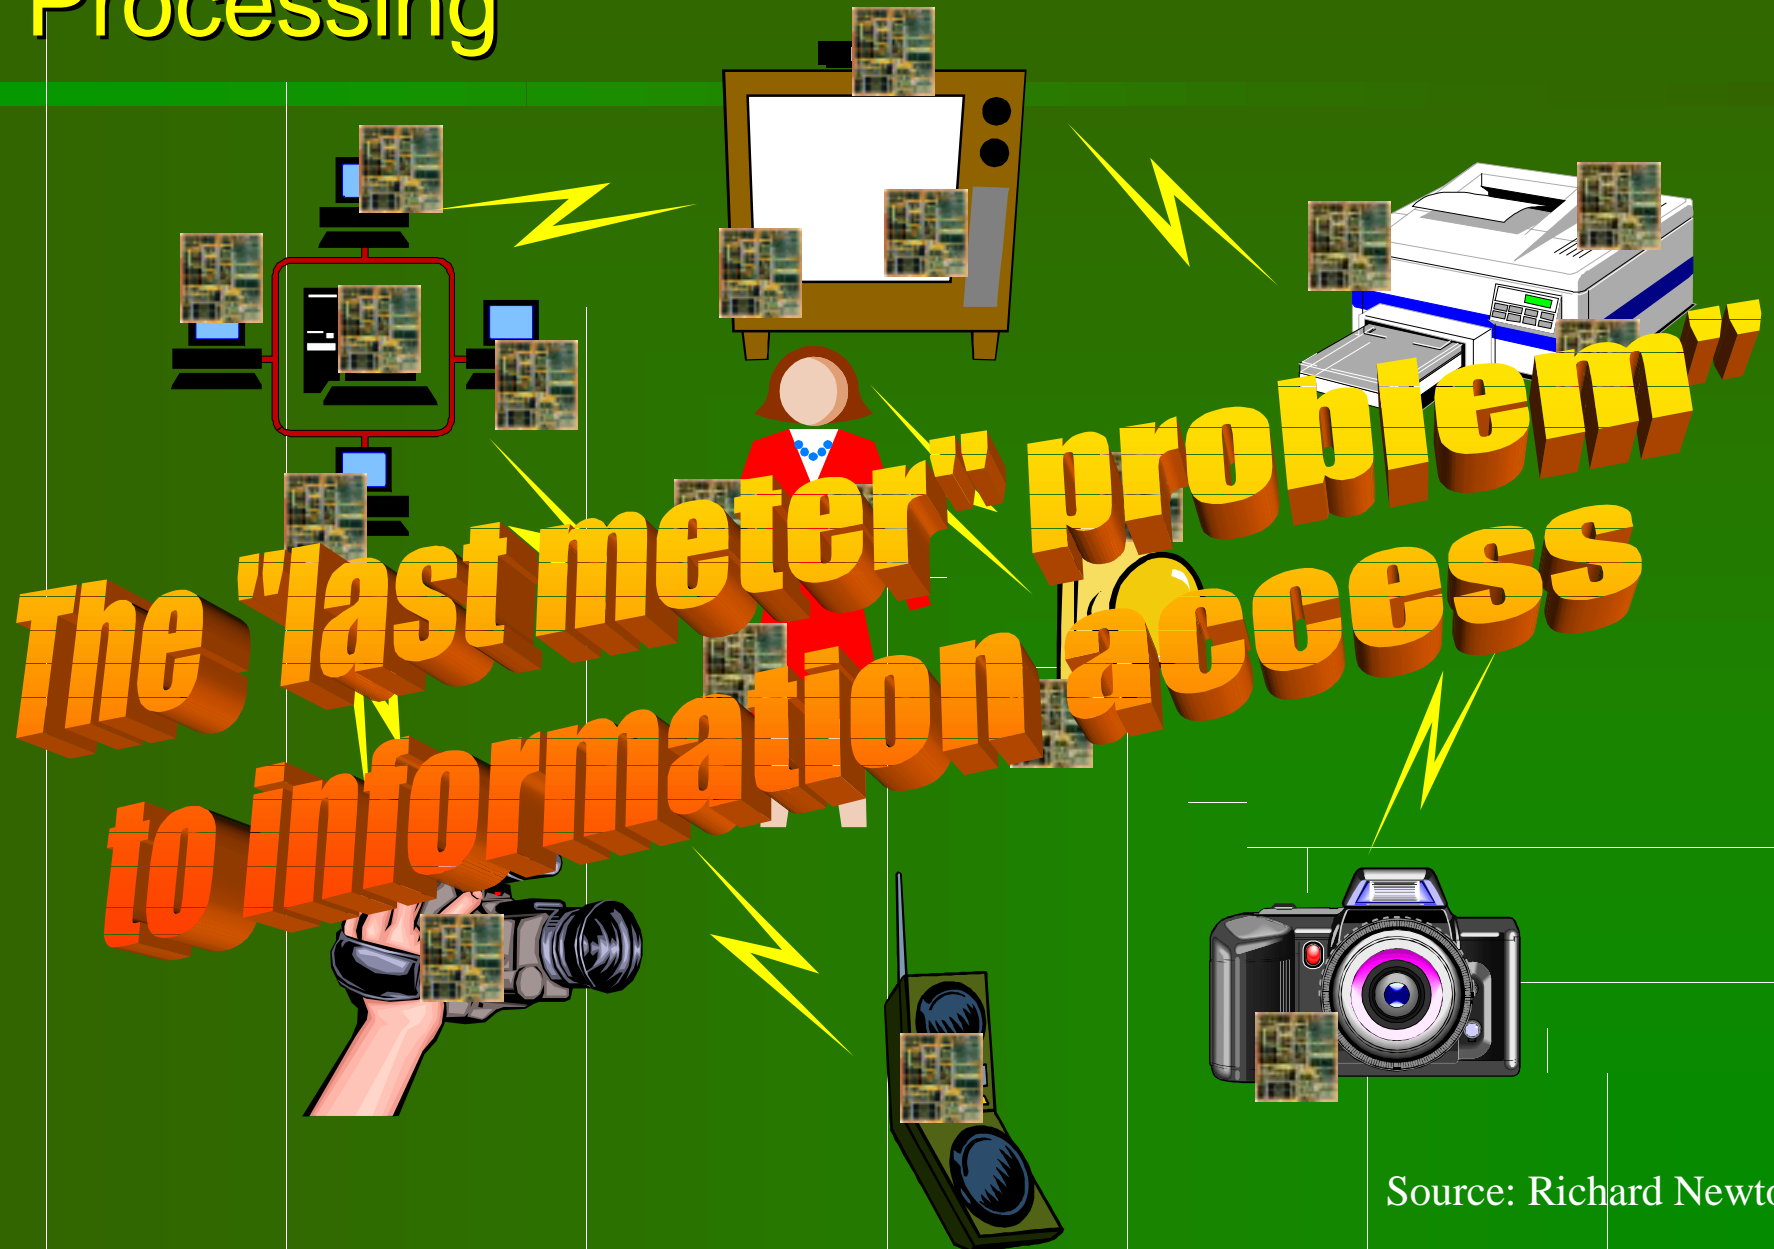 Processing
The "last meter" problem"
to information access
Source: Richard Newto